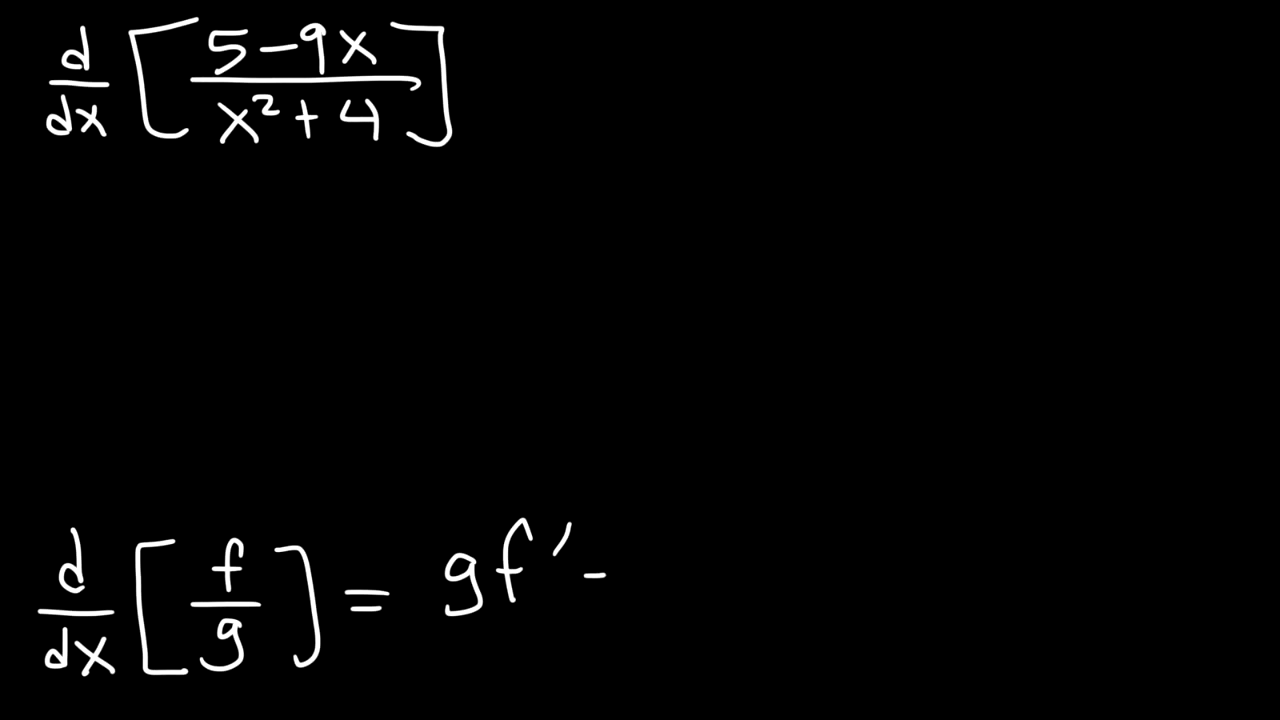 d/dx [ (5-9x)/(x²+4) ]
d/dx [ f/g ] = gf' -